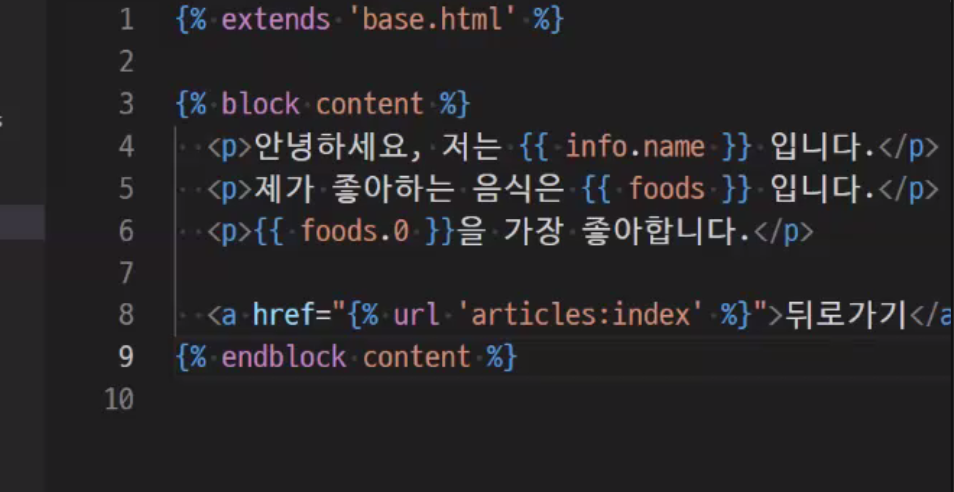 1 {% extends 'base.html' %}
2
3 {% block content %}
4 <p>안녕하세요, 저는 {{ info.name }} 입니다.</p>
5 <p>제가 좋아하는 음식은 {{ foods }} 입니다.</p>
6 <p>{{ foods.0 }}을 가장 좋아합니다.</p>
7
8 <a href="{% url 'articles:index' %}">뒤로가기</a
9 {% endblock content %}
10